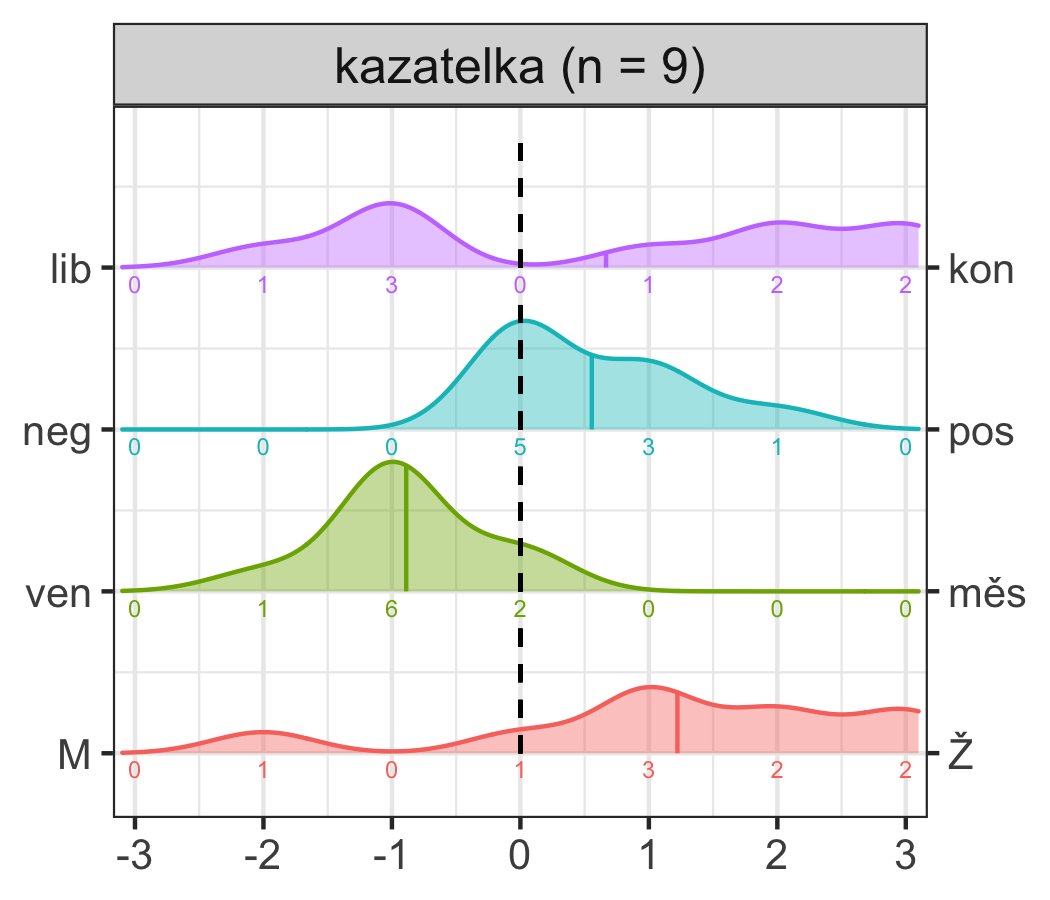 kazatelka (n = 9)
lib kon
0 1 3 0 1 2 2
neg pos
0 0 0 5 3 1 0
ven měs
0 1 6 2 0 0 0
M Ž
0 1 0 1 3 2 2
-3 -2 -1 0 1 2 3